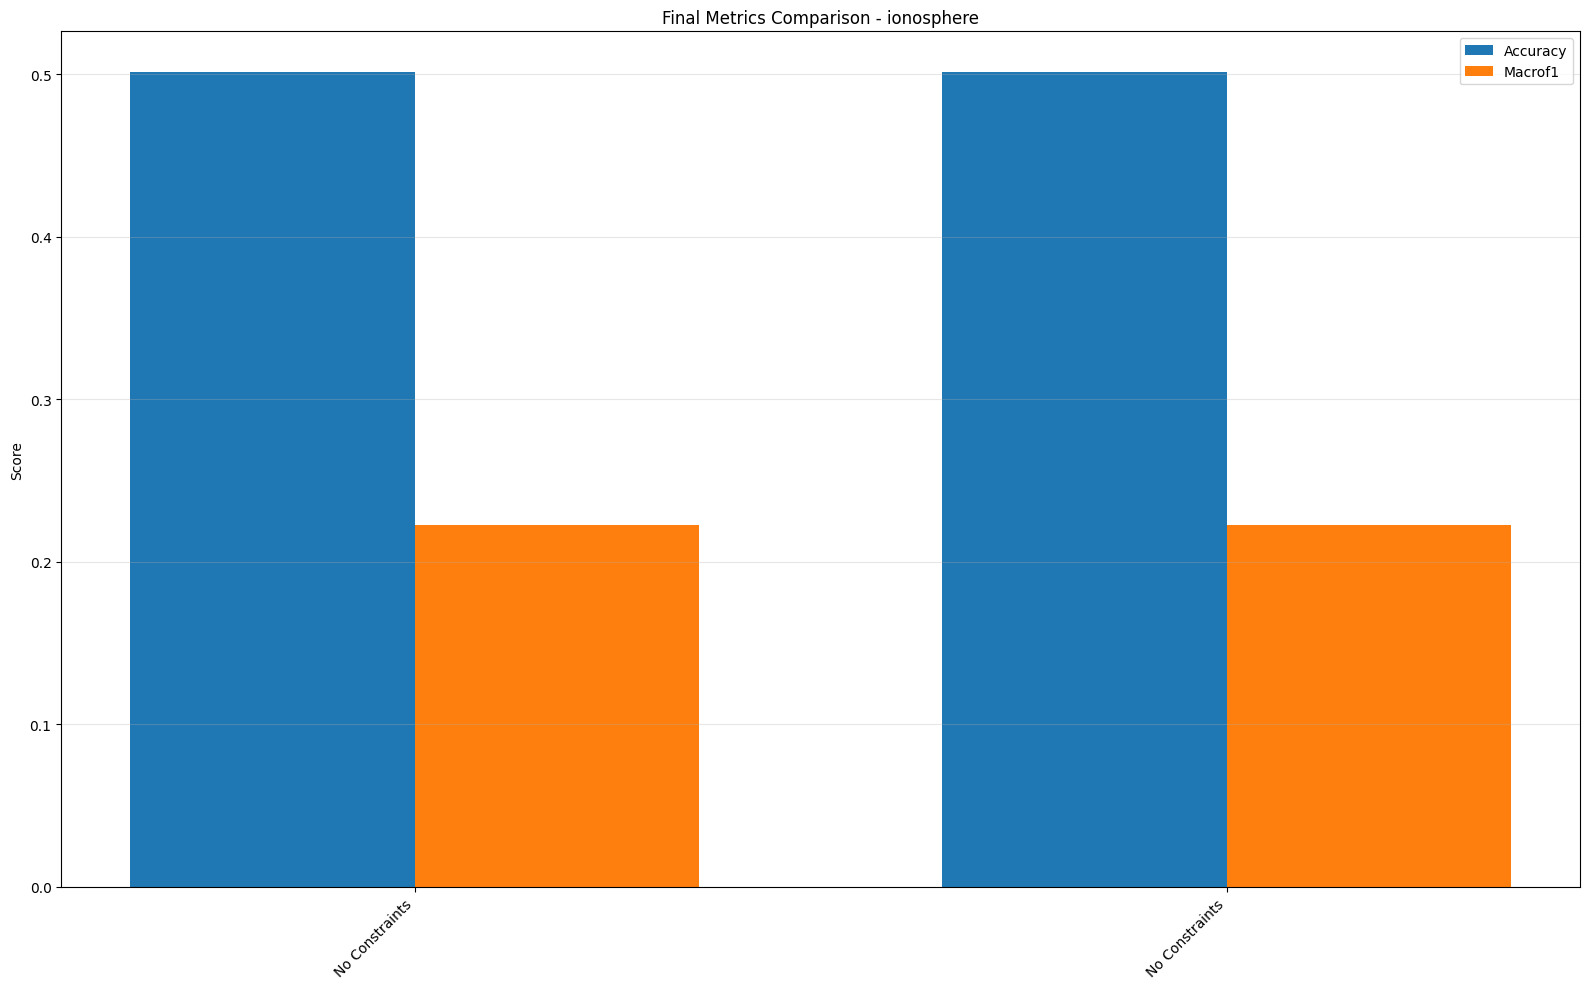 Final Metrics Comparison - ionosphere
Accuracy
Macrof1
Score
0.5
0.4
0.3
0.2
0.1
0.0
No Constraints
No Constraints